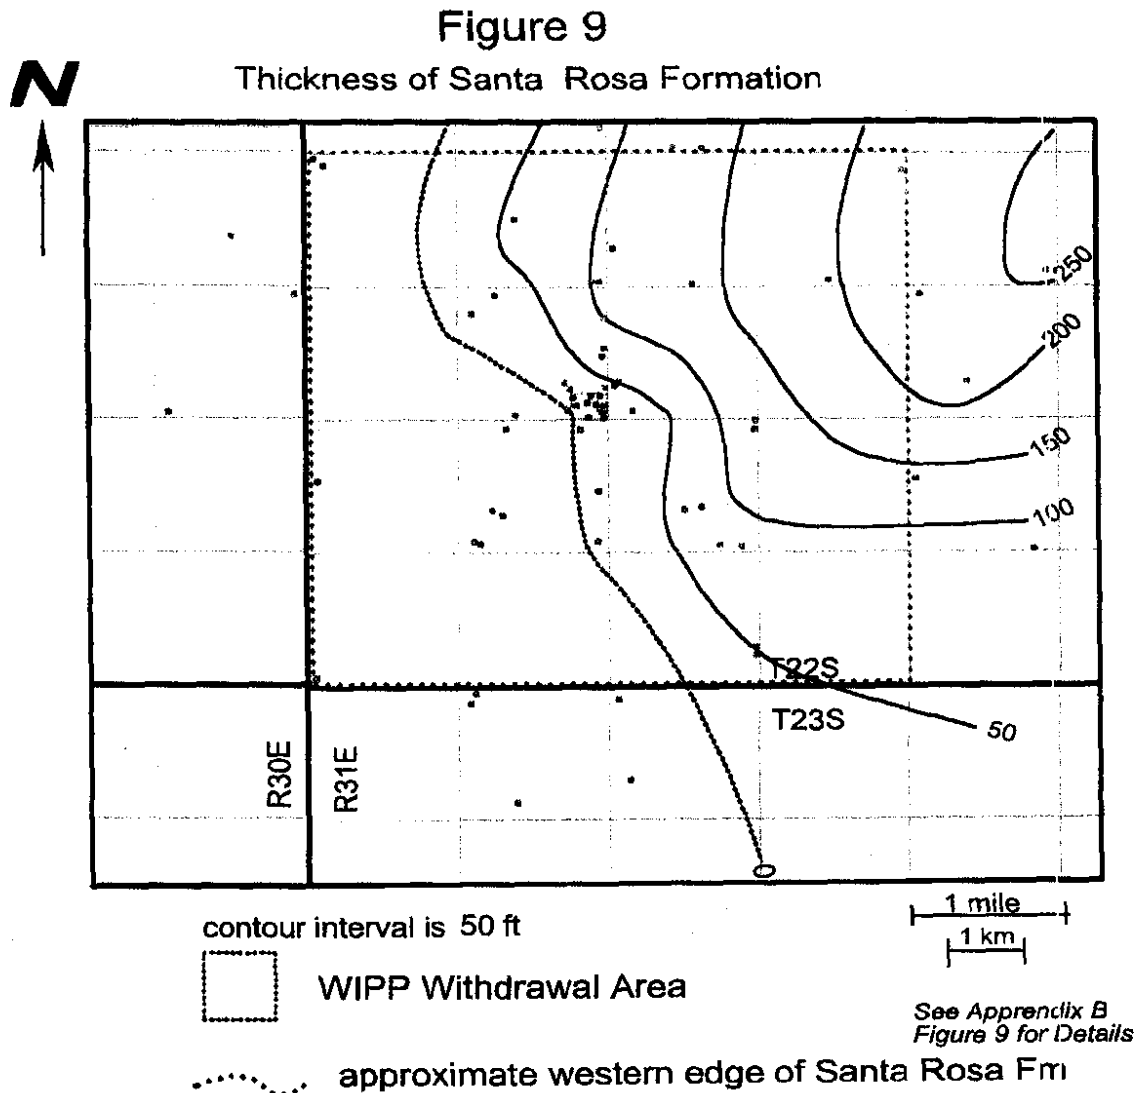 Figure 9
Thickness of Santa Rosa Formation
N
250
200
150
100
T22S
T23S
50
R30E
R31E
0
1 mile
contour interval is 50 ft
1 km
WIPP Withdrawal Area
See Apprendix B
Figure 9 for Details
approximate western edge of Santa Rosa Fm